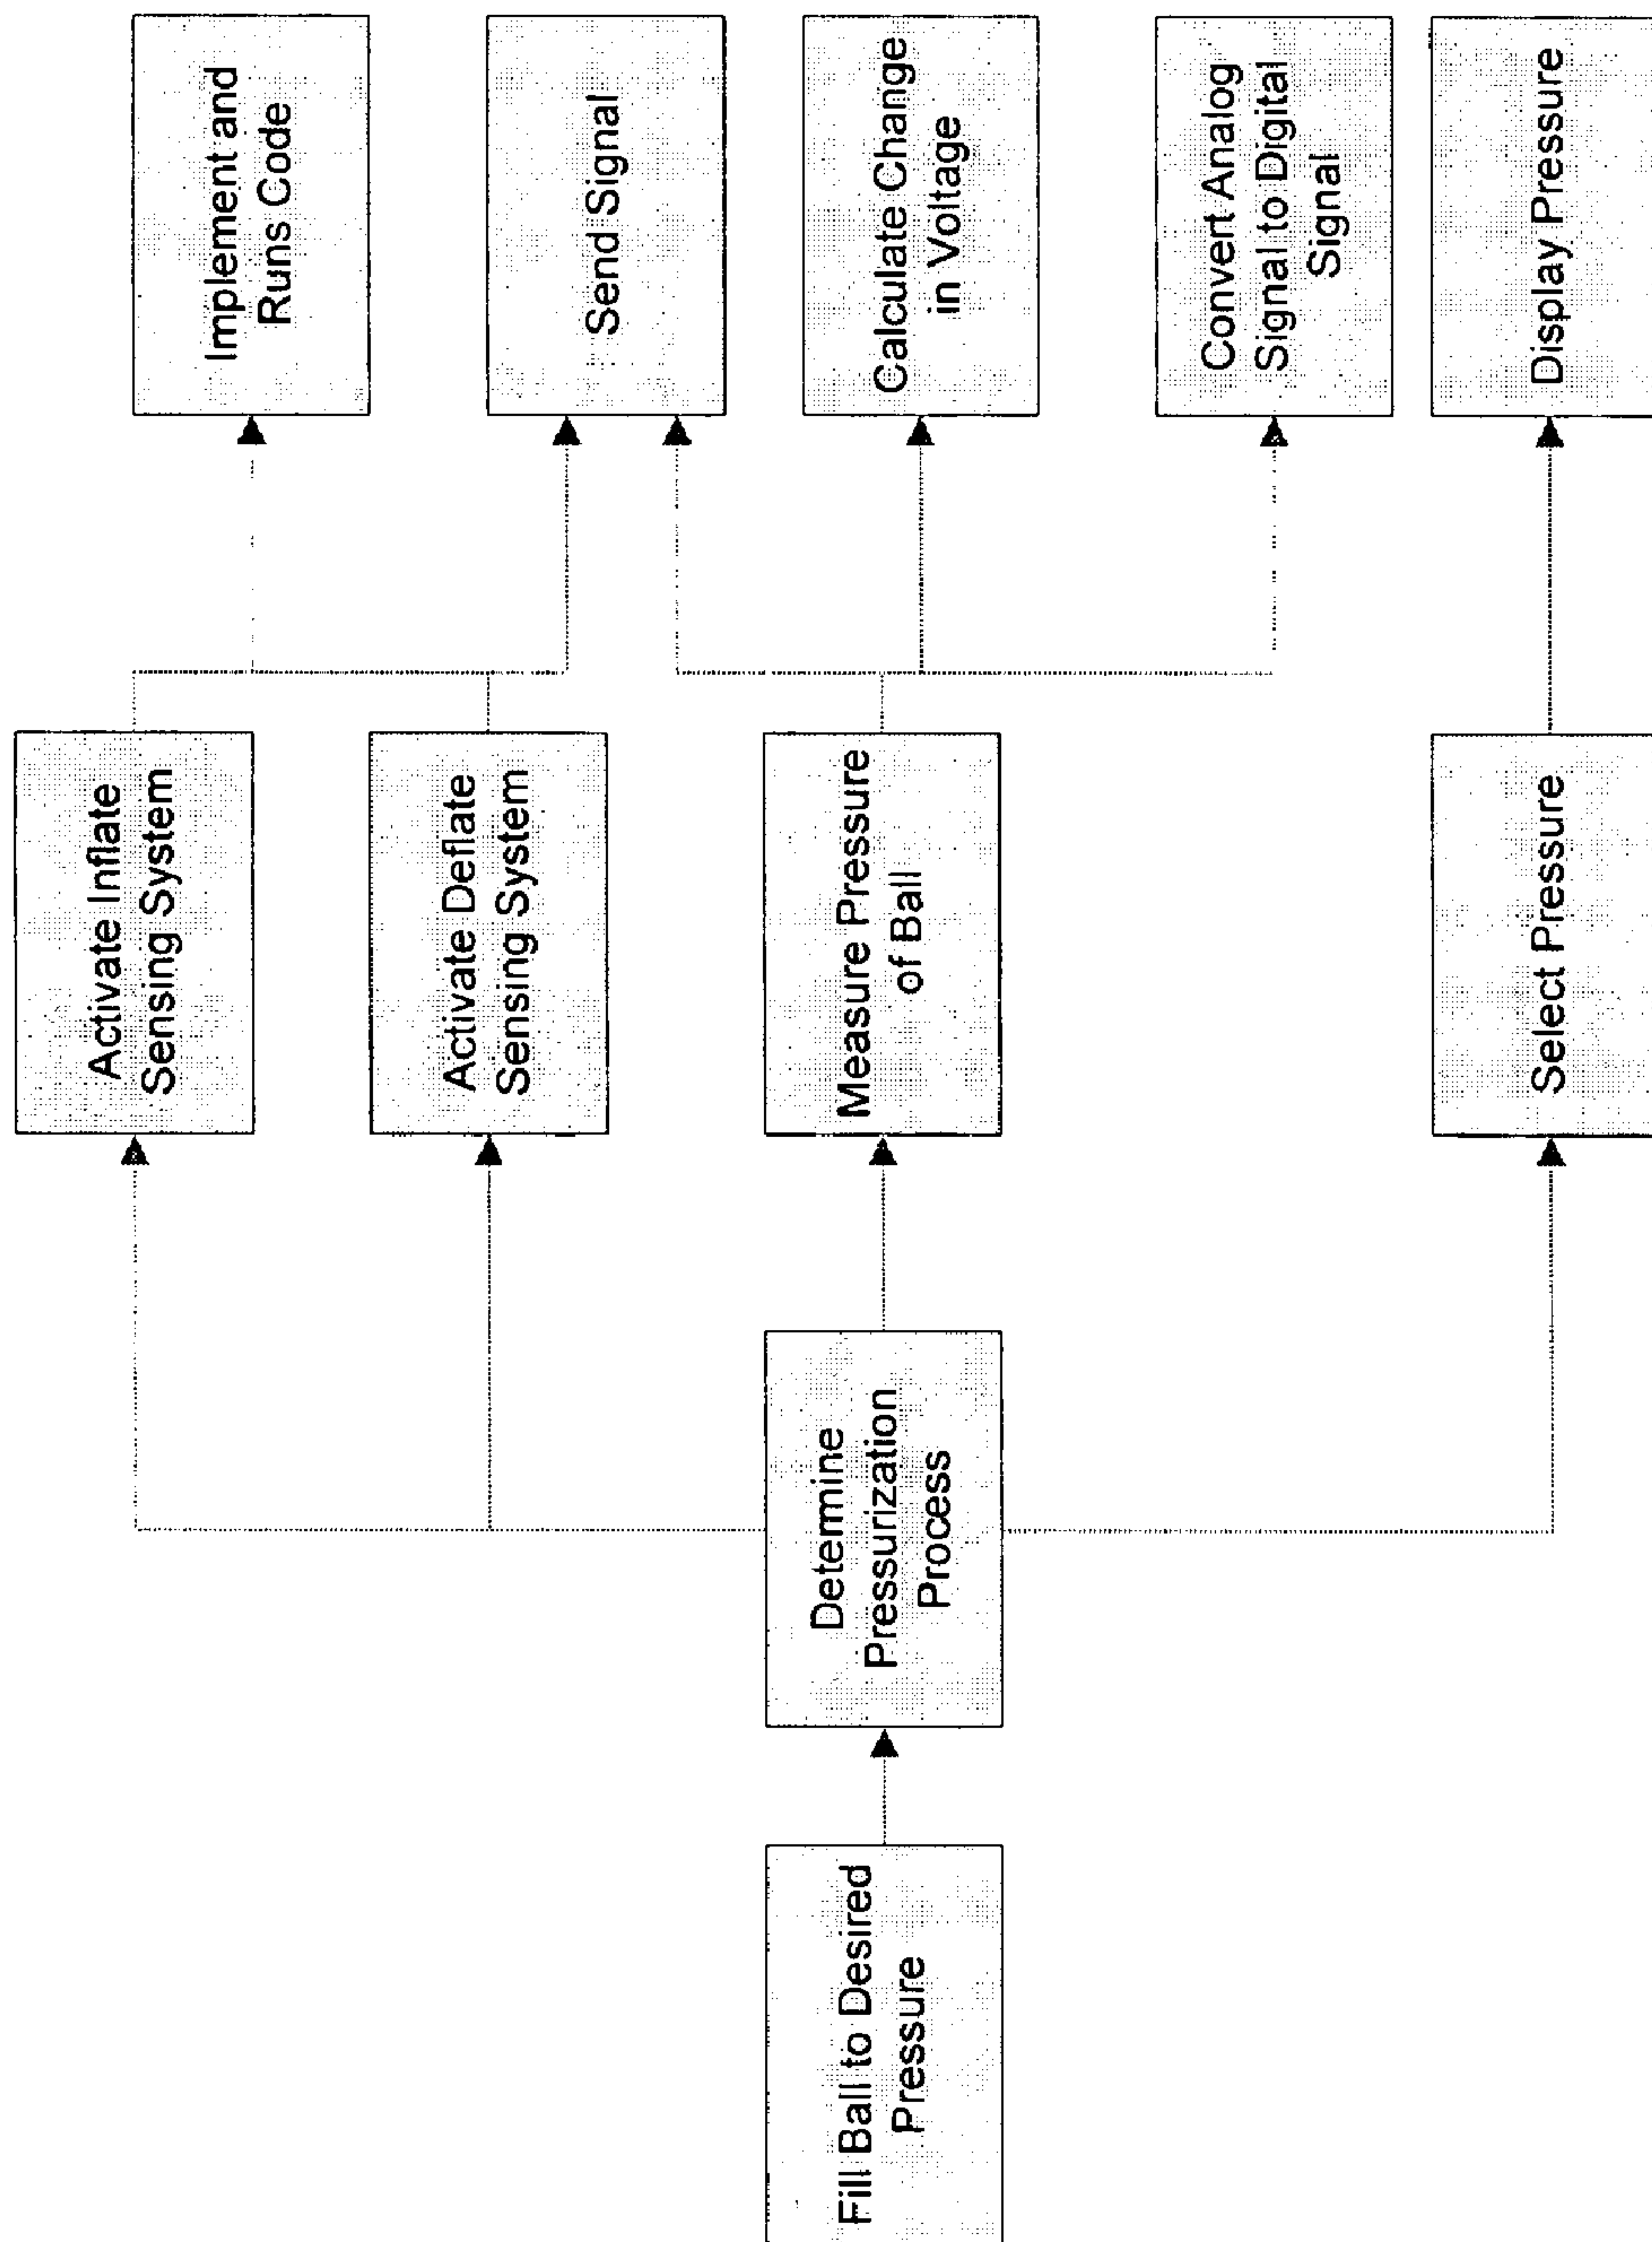 Fill Ball to Desired
Pressure
Determine
Pressurization
Process
Activate Inflate
Sensing System
Activate Deflate
Sensing System
Measure Pressure
of Ball
Select Pressure
Implement and
Runs Code
Send Signal
Calculate Change
in Voltage
Convert Analog
Signal to Digital
Signal
Display Pressure